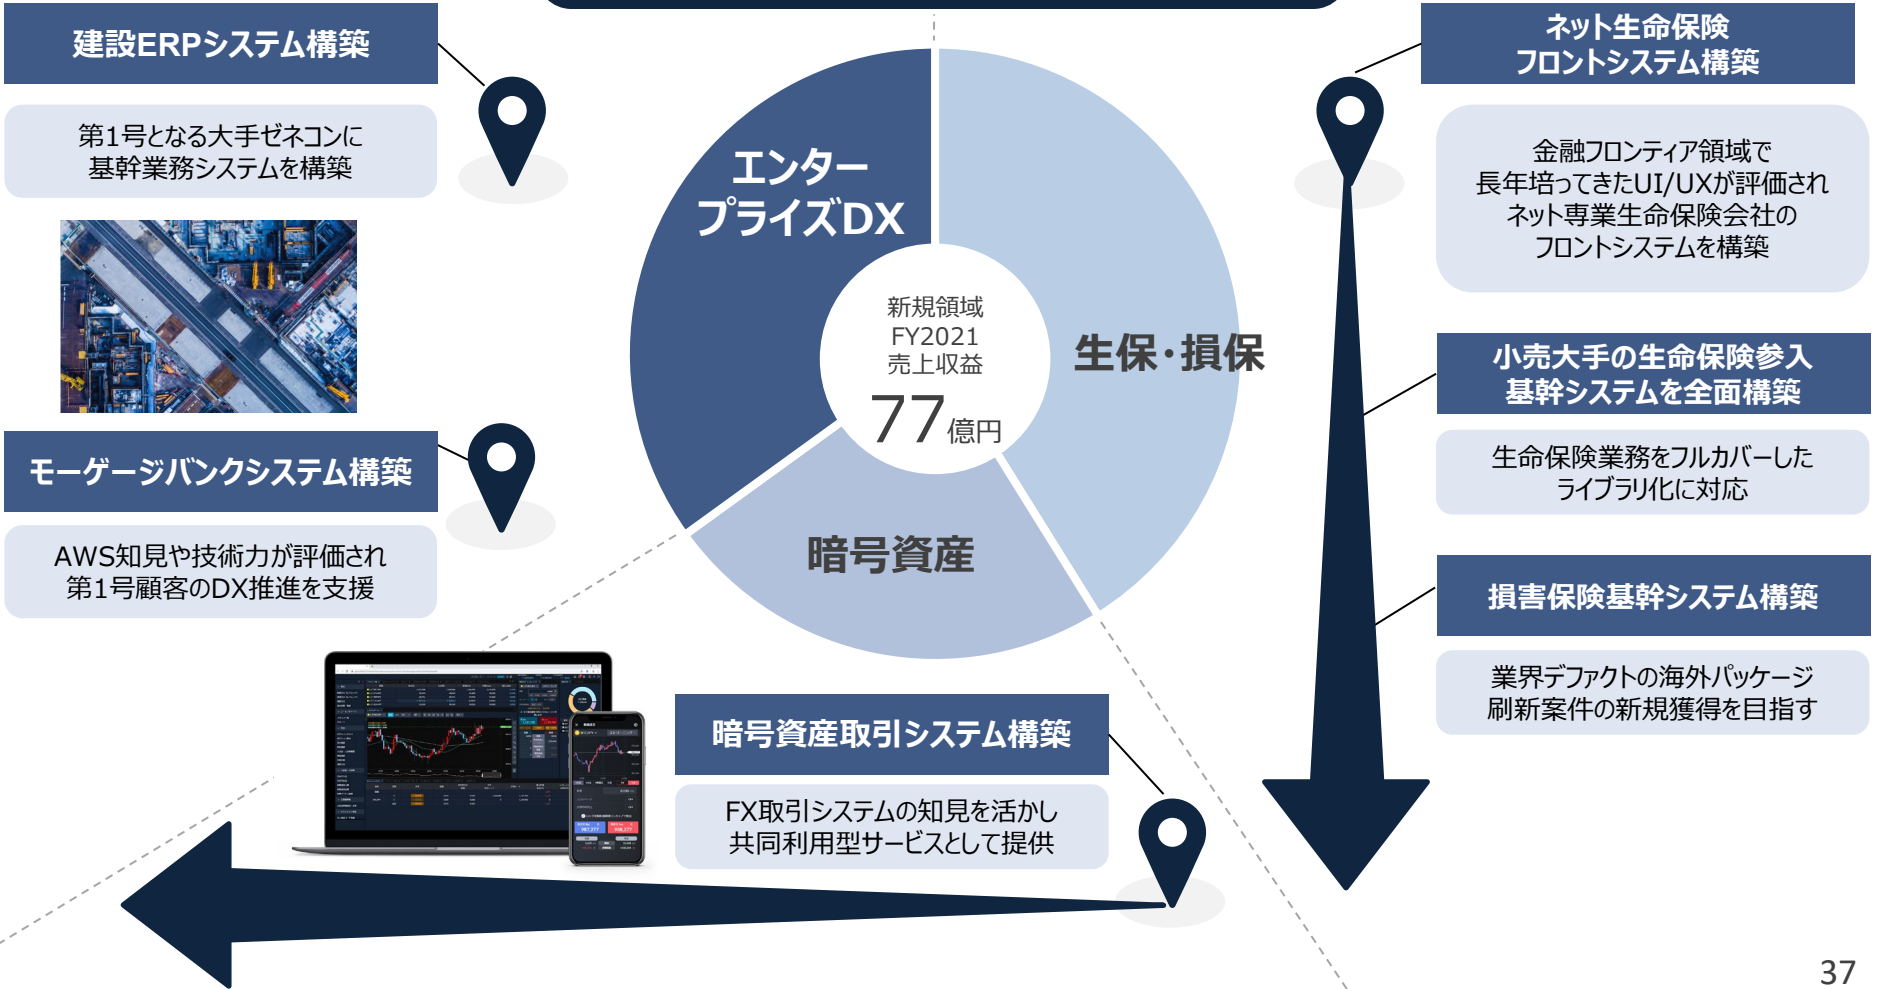 建設ERPシステム構築
第1号となる大手ゼネコンに
基幹業務システムを構築
モーゲージバンクシステム構築
AWS知見や技術力が評価され
第1号顧客のDX推進を支援
エンター
プライズDX
新規領域
FY2021
売上収益
77億円
生保・損保
暗号資産
暗号資産取引システム構築
FX取引システムの知見を活かし
共同利用型サービスとして提供
ネット生命保険
フロントシステム構築
金融フロンティア領域で
長年培ってきたUI/UXが評価され
ネット専業生命保険会社の
フロントシステムを構築
小売大手の生命保険参入
基幹システムを全面構築
生命保険業務をフルカバーした
ライブラリ化に対応
損害保険基幹システム構築
業界デファクトの海外パッケージ
刷新案件の新規獲得を目指す
37